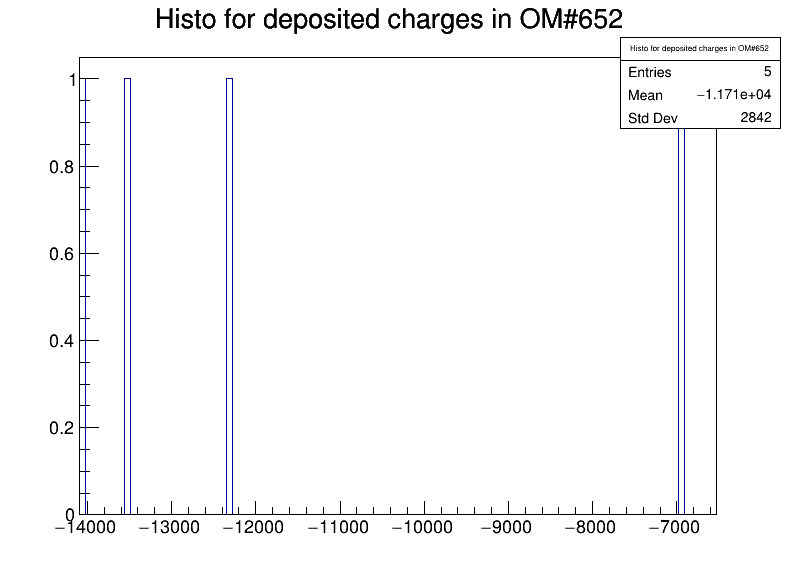 Histo for deposited charges in OM#652
Histo for deposited charges in OM#652
Entries 5
Mean −1.171e+04
Std Dev 2842
1
0.8
0.6
0.4
0.2
0
−14000 −13000 −12000 −11000 −10000 −9000 −8000 −7000